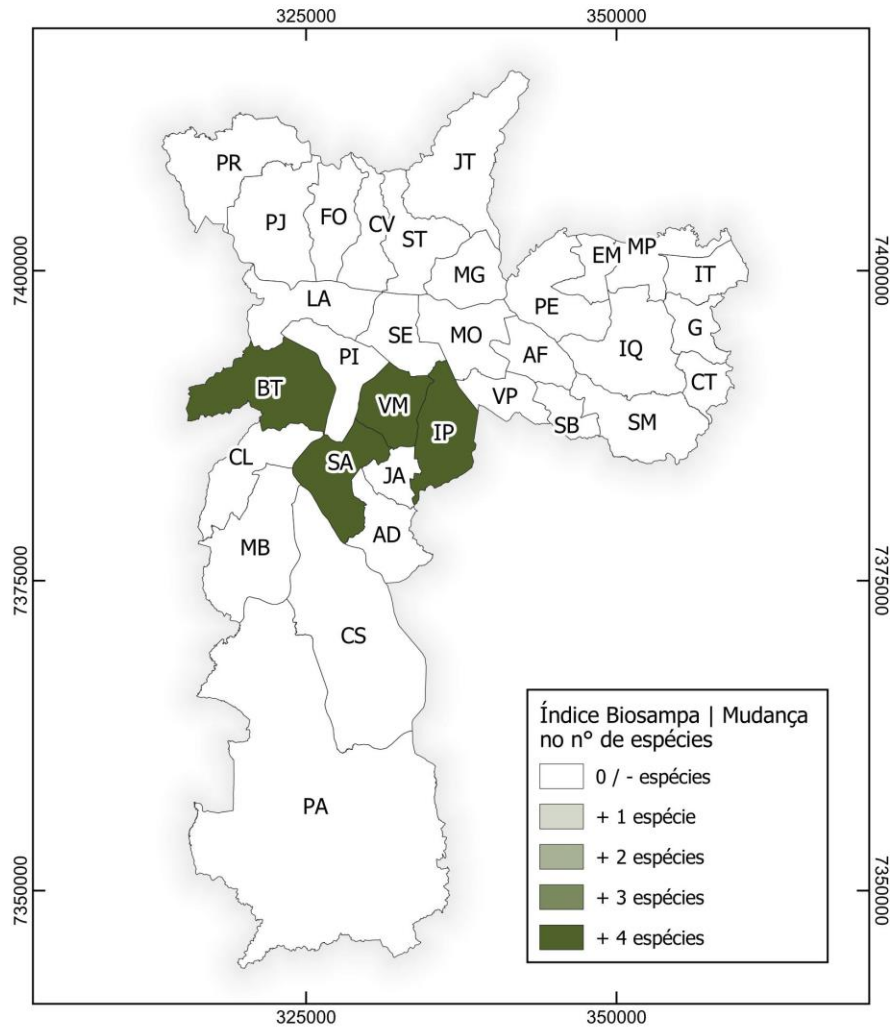 325000
350000
JT
PR
FO
CV
PJ
ST
EM
MP
MG
IT
7400000
7400000
LA
PE
G
SE
MO
IQ
AF
PI
CT
BT
VP
VM
SM
IP
SB
CL
SA
JA
AD
MB
7375000
7375000
CS
Índice Biosampa | Mudança
no n° de espécies
0 / - espécies
+ 1 espécie
PA
+ 2 espécies
7350000
7350000
+ 3 espécies
+ 4 espécies
325000
350000